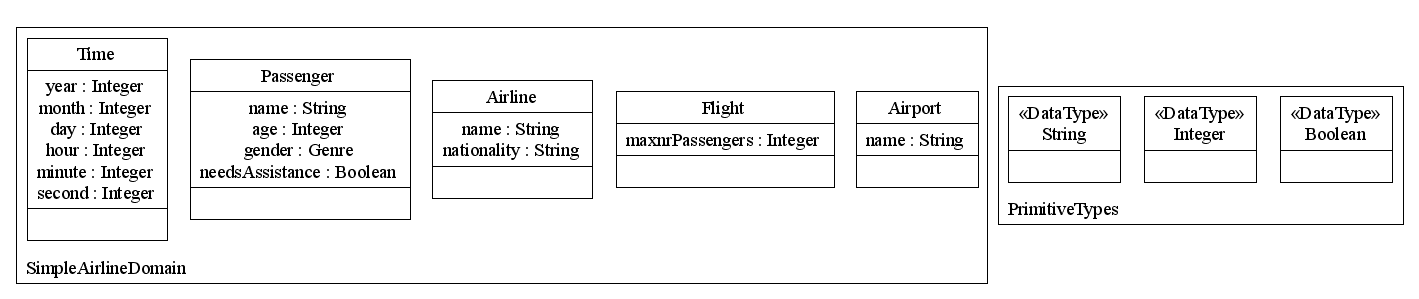 Time
year : Integer
month : Integer
day : Integer
hour : Integer
minute : Integer
second : Integer
Passenger
name : String
age : Integer
gender : Genre
needsAssistance : Boolean
Airline
name : String
nationality : String
Flight
maxnrPassengers : Integer
Airport
name : String
SimpleAirlineDomain
«DataType»
String
«DataType»
Integer
«DataType»
Boolean
PrimitiveTypes